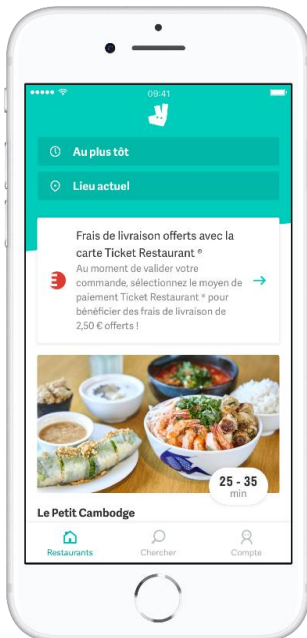 09:41
Au plus tôt
Lieu actuel
Frais de livraison offerts avec la
carte Ticket Restaurant ®
Au moment de valider votre
commande, sélectionnez le moyen de
paiement Ticket Restaurant ® pour
bénéficier des frais de livraison de
2,50 € offerts !
25 - 35
min
Le Petit Cambodge
Restaurants
Chercher
Compte